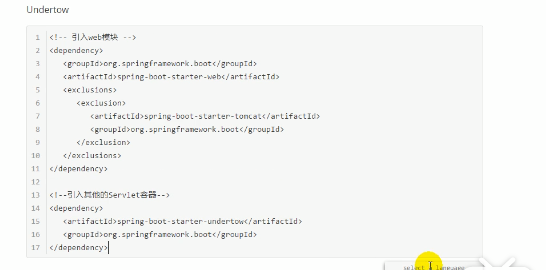 Undertow
1 <!-- 引入web模块 -->
2 <dependency>
3 <groupId>org.springframework.boot</groupId>
4 <artifactId>spring-boot-starter-web</artifactId>
5 <exclusions>
6 <exclusion>
7 <artifactId>spring-boot-starter-tomcat</artifactId>
8 <groupId>org.springframework.boot</groupId>
9 </exclusion>
10 </exclusions>
11 </dependency>
12
13 <!--引入其他的Servlet容器-->
14 <dependency>
15 <artifactId>spring-boot-starter-undertow</artifactId>
16 <groupId>org.springframework.boot</groupId>
17 </dependency>
select a language